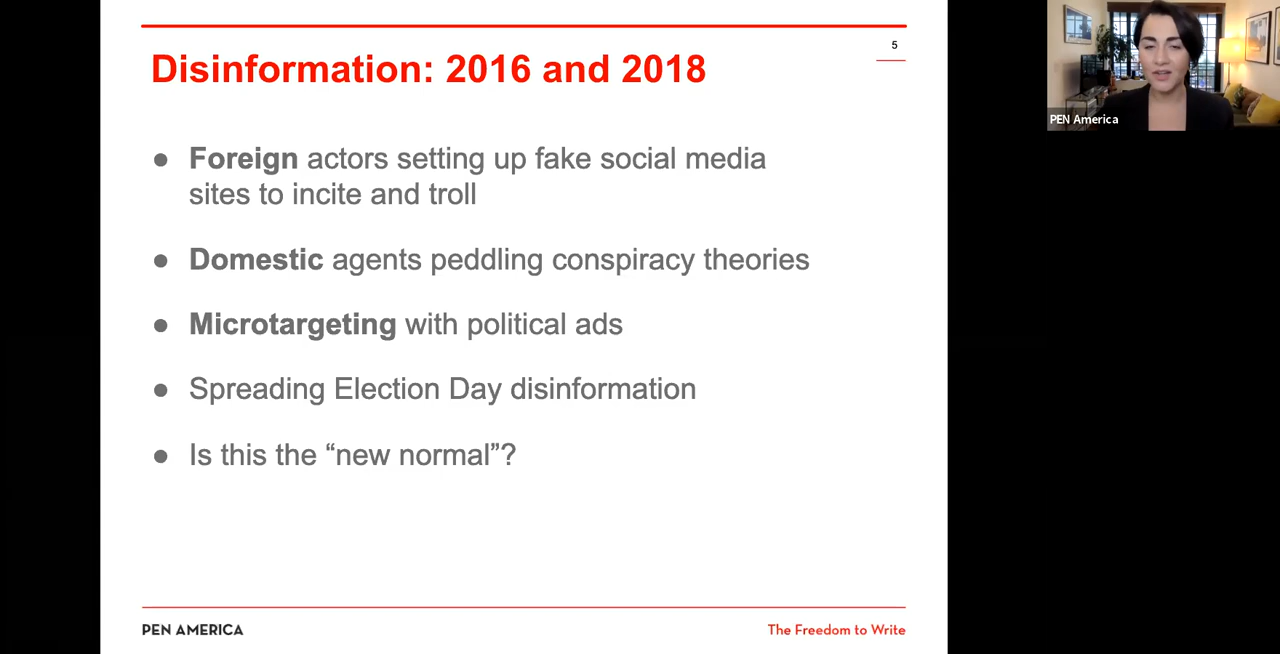 5
Disinformation: 2016 and 2018
● Foreign actors setting up fake social media
sites to incite and troll
● Domestic agents peddling conspiracy theories
● Microtargeting with political ads
● Spreading Election Day disinformation
● Is this the “new normal”?
PEN AMERICA
The Freedom to Write
PEN America